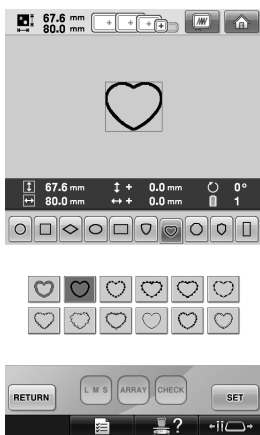 67.6 mm
80.0 mm
67.6 mm + 0.0 mm 0°
80.0 mm + 0.0 mm 1
L M S ARRAY CHECK
RETURN SET
?